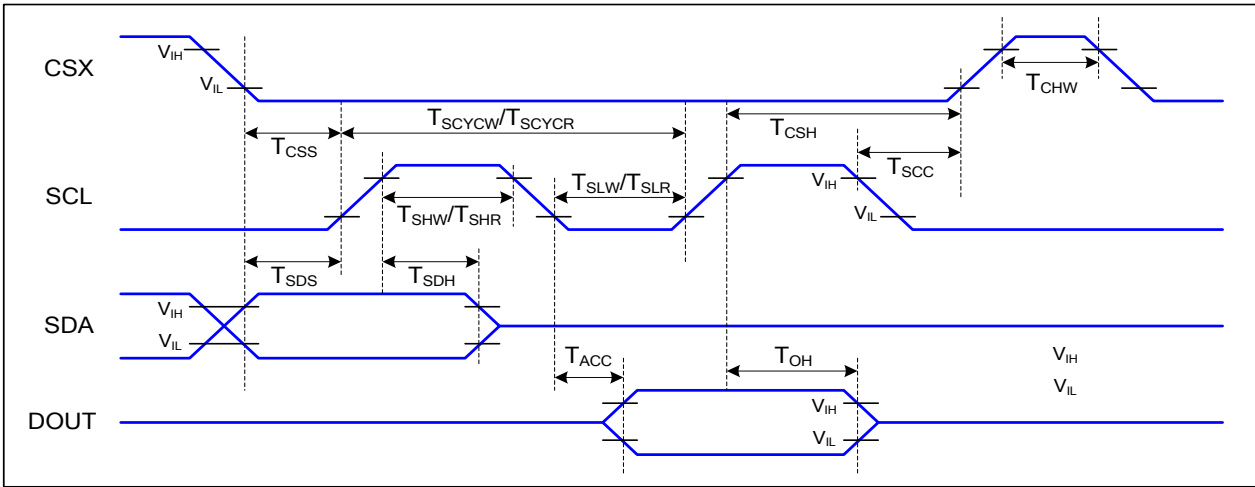 CSX
VIH
VIL
TCHW
TSCYCW/TSCYCR
TCSS
TCSH
TSCC
SCL
TSLW/TSLR
TSHW/TSHR
VIH
VIL
TSDS
TSDH
SDA
VIH
VIL
TACC
TOH
VIH
VIL
DOUT
VIH
VIL